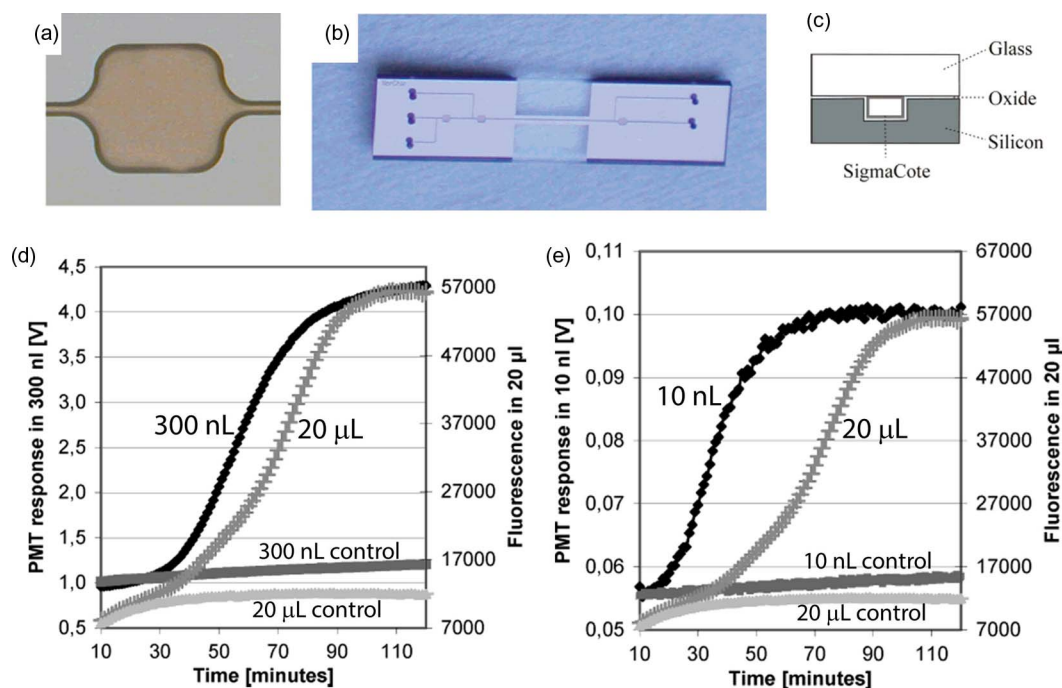 (a)
(b)
(c)
Glass
Oxide
Silicon
SigmaCote
(d)
PMT response in 300 nl [V]
4,5
4,0
3,5
3,0
2,5
2,0
1,5
1,0
0,5
300 nL
20 μL
300 nL control
20 μL control
57000
47000
37000
27000
17000
7000
Fluorescence in 20 μl
10 30 50 70 90 110
Time [minutes]
(e)
PMT response in 10 nl [V]
0,11
0,10
0,09
0,08
0,07
0,06
0,05
10 nL
20 μL
10 nL control
20 μL control
67000
57000
47000
37000
27000
17000
7000
Fluorescence in 20 μl
10 30 50 70 90 110
Time [minutes]